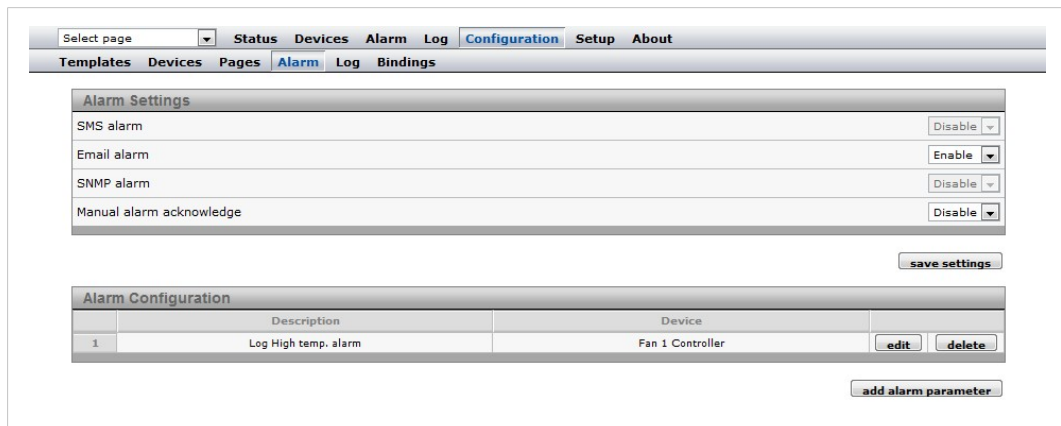 Select page Status Devices Alarm Log Configuration Setup About
Templates Devices Pages Alarm Log Bindings
Alarm Settings
SMS alarm Disable
Email alarm Enable
SNMP alarm Disable
Manual alarm acknowledge Disable
save settings
Alarm Configuration
Description Device
1 Log High temp. alarm Fan 1 Controller edit delete
add alarm parameter